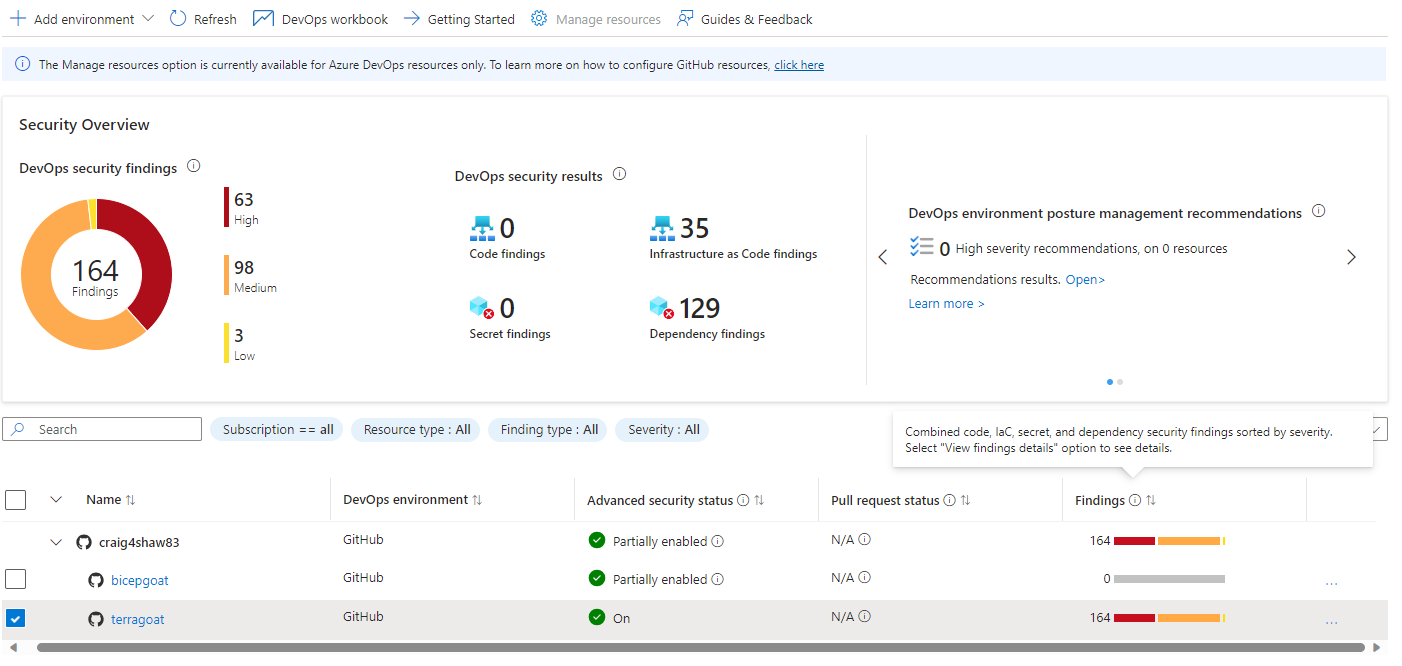 Add environment
Refresh
DevOps workbook
Getting Started
Manage resources
Guides & Feedback
The Manage resources option is currently available for Azure DevOps resources only. To learn more on how to configure GitHub resources, click here
Security Overview
DevOps security findings
164
Findings
63
High
98
Medium
3
Low
DevOps security results
0
Code findings
35
Infrastructure as Code findings
0
Secret findings
129
Dependency findings
DevOps environment posture management recommendations
0 High severity recommendations, on 0 resources
Recommendations results. Open>
Learn more >
Search
Subscription == all
Resource type : All
Finding type : All
Severity : All
Combined code, IaC, secret, and dependency security findings sorted by severity.
Select "View findings details" option to see details.
Name
DevOps environment
Advanced security status
Pull request status
Findings
craig4shaw83
GitHub
Partially enabled
N/A
164
bicepgoat
GitHub
Partially enabled
N/A
0
...
terragoat
GitHub
On
N/A
164
...